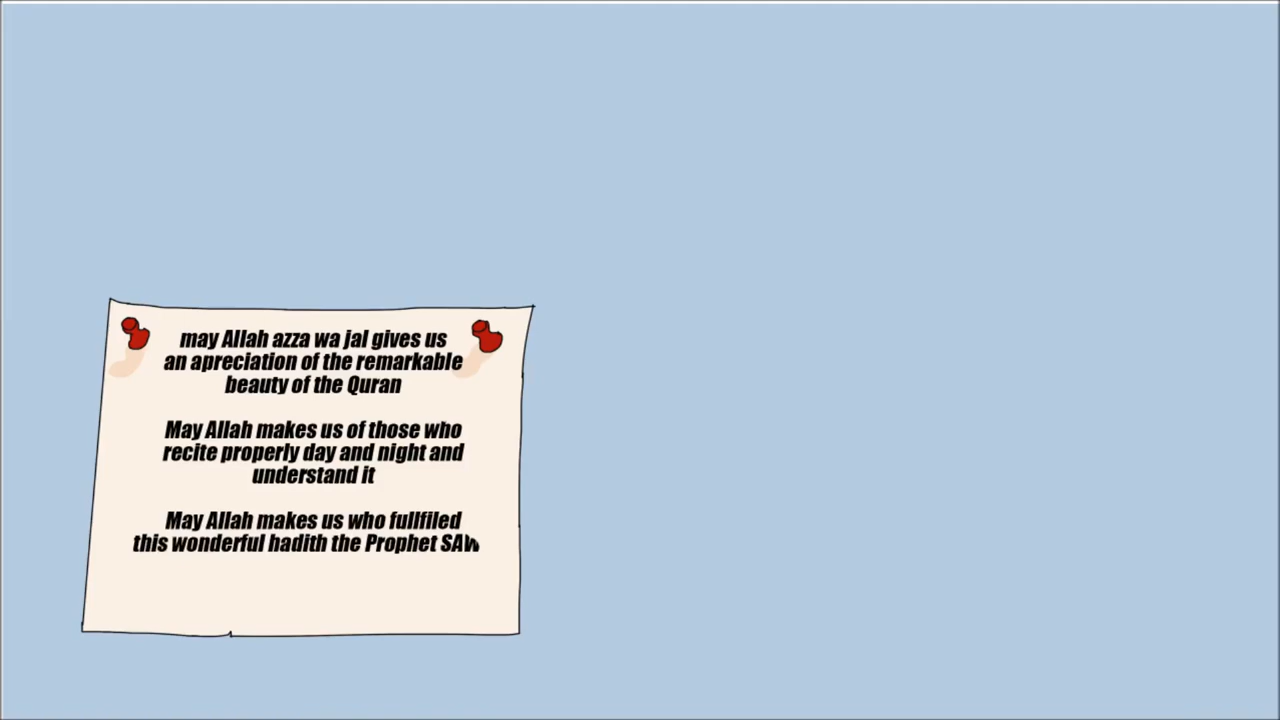 may Allah azza wa jal gives us
an apreciation of the remarkable
beauty of the Quran
May Allah makes us of those who
recite properly day and night and
understand it
May Allah makes us who fullfiled
this wonderful hadith the Prophet SAW